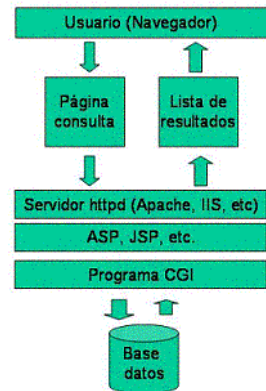 Usuario (Navegador)
Página
consulta
Lista de
resultados
Servidor httpd (Apache, IIS, etc)
ASP, JSP, etc.
Programa CGI
Base
datos